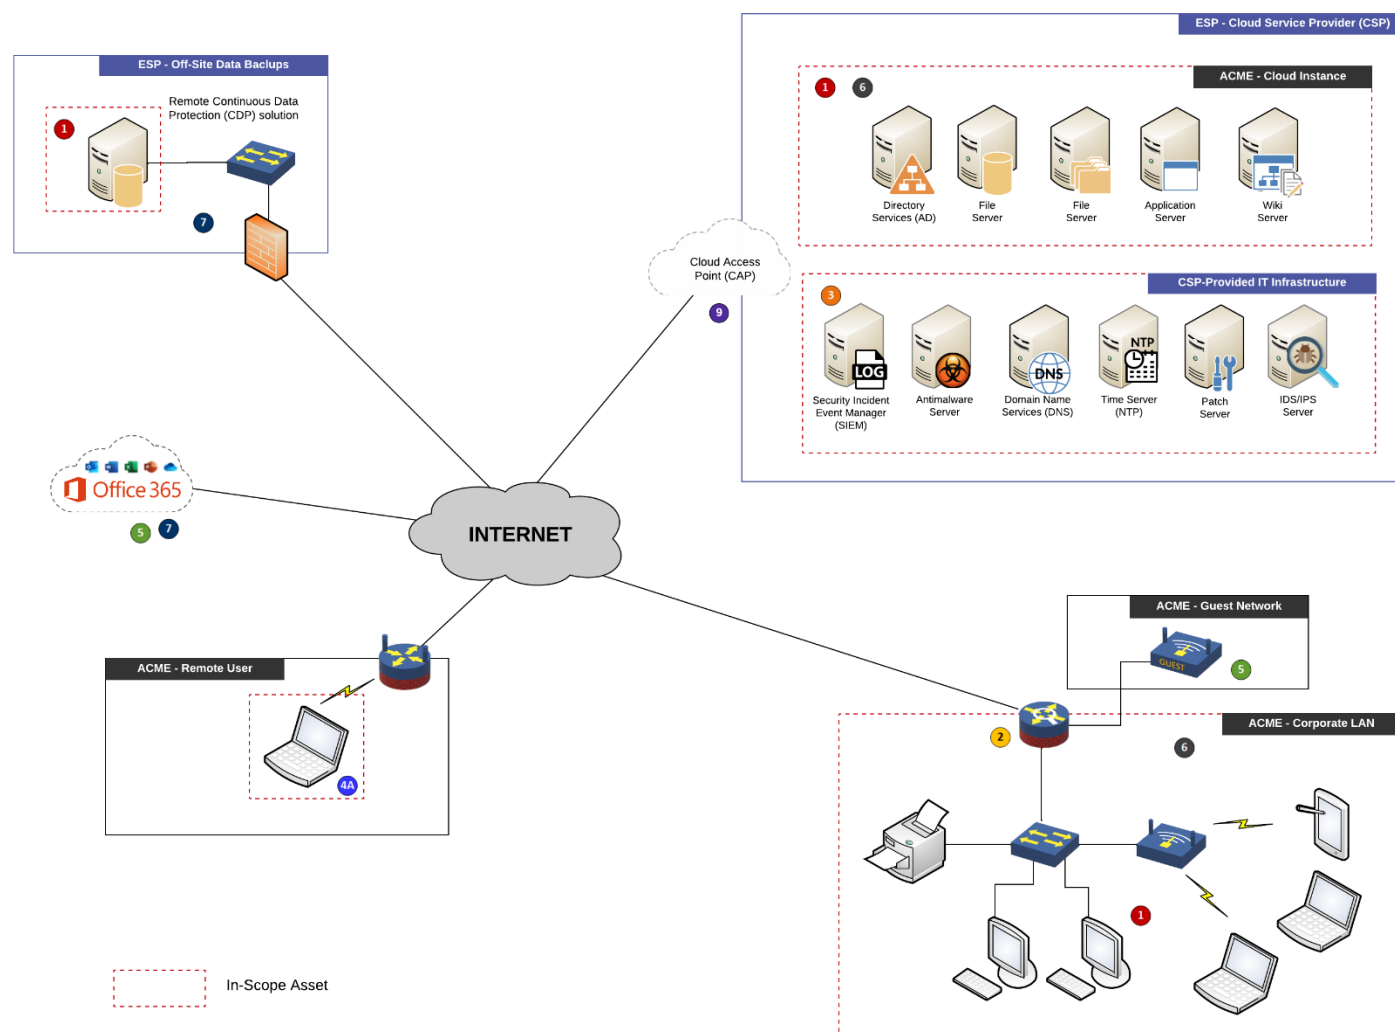 ESP - Cloud Service Provider (CSP)
ESP - Off-Site Data Baclups
ACME - Cloud Instance
1
6
Remote Continuous Data
Protection (CDP) solution
1
Directory
Services (AD)
File
Server
File
Server
Application
Server
Wiki
Server
7
Cloud Access
Point (CAP)
9
CSP-Provided IT Infrastructure
3
LOG
DNS
NTP
Security Incident
Event Manager
(SIEM)
Antimalware
Server
Domain Name
Services (DNS)
Time Server
(NTP)
Patch
Server
IDS/IPS
Server
Office 365
5
7
INTERNET
ACME - Guest Network
GUEST
5
ACME - Remote User
4A
ACME - Corporate LAN
2
6
1
In-Scope Asset